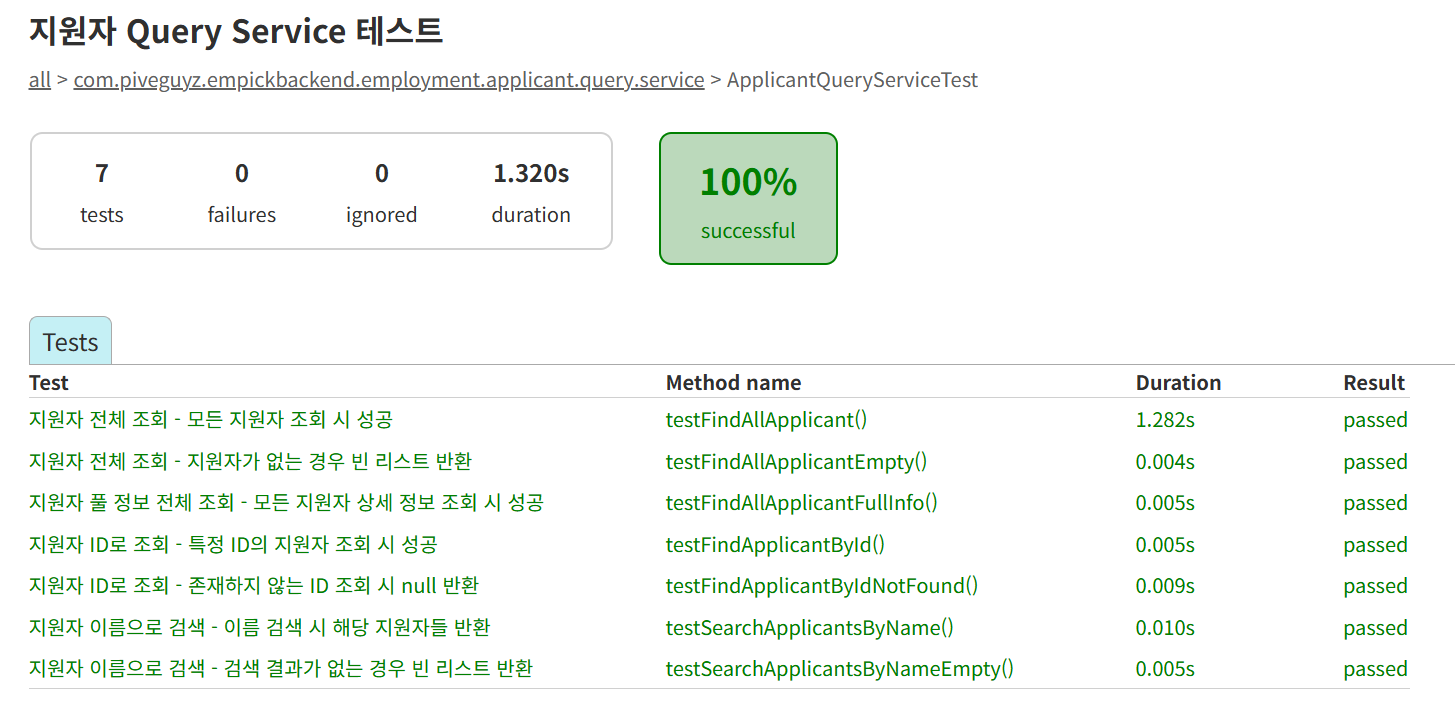 지원자 Query Service 테스트
all > com.piveguyz.empickbackend.employment.applicant.query.service > ApplicantQueryServiceTest
7 0 0 1.320s
tests failures ignored duration
100%
successful
Tests
Test Method name Duration Result
지원자 전체 조회 - 모든 지원자 조회 시 성공 testFindAllApplicant() 1.282s passed
지원자 전체 조회 - 지원자가 없는 경우 빈 리스트 반환 testFindAllApplicantEmpty() 0.004s passed
지원자 풀 정보 전체 조회 - 모든 지원자 상세 정보 조회 시 성공 testFindAllApplicantFullInfo() 0.005s passed
지원자 ID로 조회 - 특정 ID의 지원자 조회 시 성공 testFindApplicantById() 0.005s passed
지원자 ID로 조회 - 존재하지 않는 ID 조회 시 null 반환 testFindApplicantByIdNotFound() 0.009s passed
지원자 이름으로 검색 - 이름 검색 시 해당 지원자들 반환 testSearchApplicantsByName() 0.010s passed
지원자 이름으로 검색 - 검색 결과가 없는 경우 빈 리스트 반환 testSearchApplicantsByNameEmpty() 0.005s passed